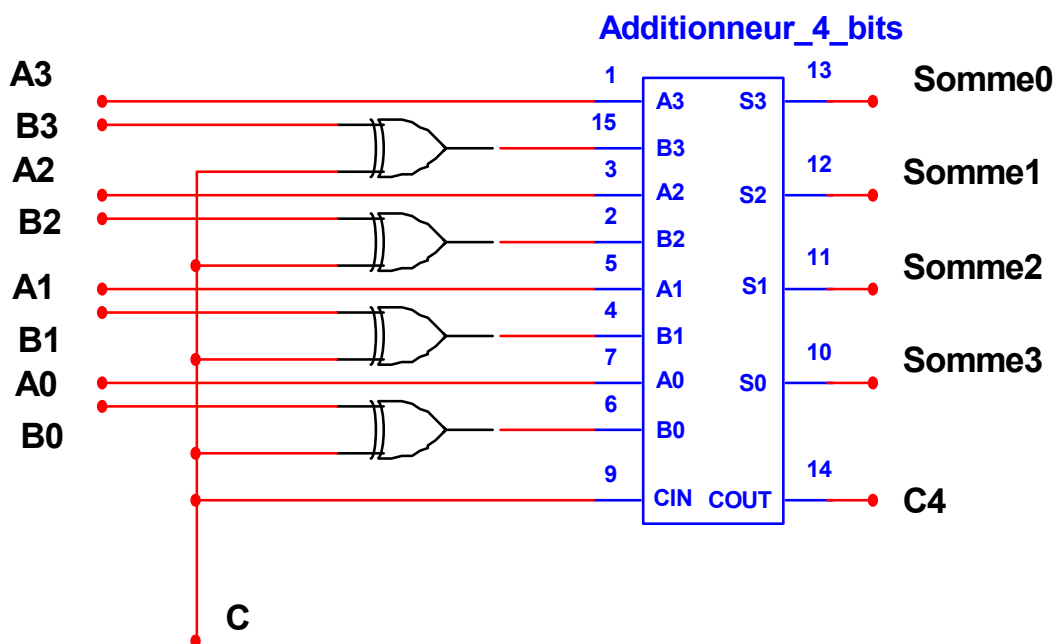 Additionneur_4_bits
A3
1
13
Somme0
A3
S3
B3
15
B3
A2
3
12
Somme1
A2
S2
B2
2
B2
A1
5
11
Somme2
A1
S1
B1
4
B1
A0
7
10
Somme3
A0
S0
B0
6
B0
9
14
CIN
COUT
C4
C